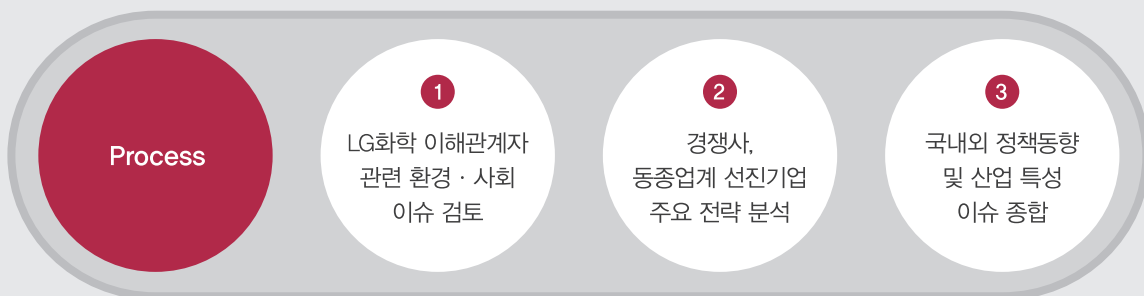 Process
1
LG화학 이해관계자
관련 환경 · 사회
이슈 검토
2
경쟁사,
동종업계 선진기업
주요 전략 분석
3
국내외 정책동향
및 산업 특성
이슈 종합